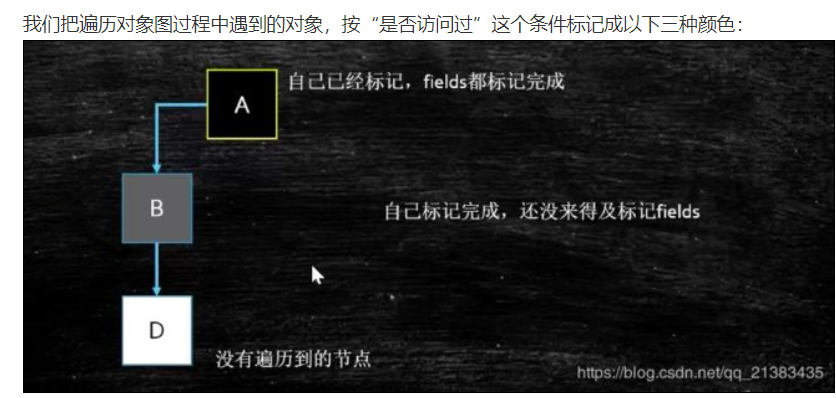 我们把遍历对象图过程中遇到的对象，按“是否访问过”这个条件标记成以下三种颜色：
A
自己已经标记，fields都标记完成
B
自己标记完成，还没来得及标记fields
D
没有遍历到的节点
https://blog.csdn.net/qq_21383435